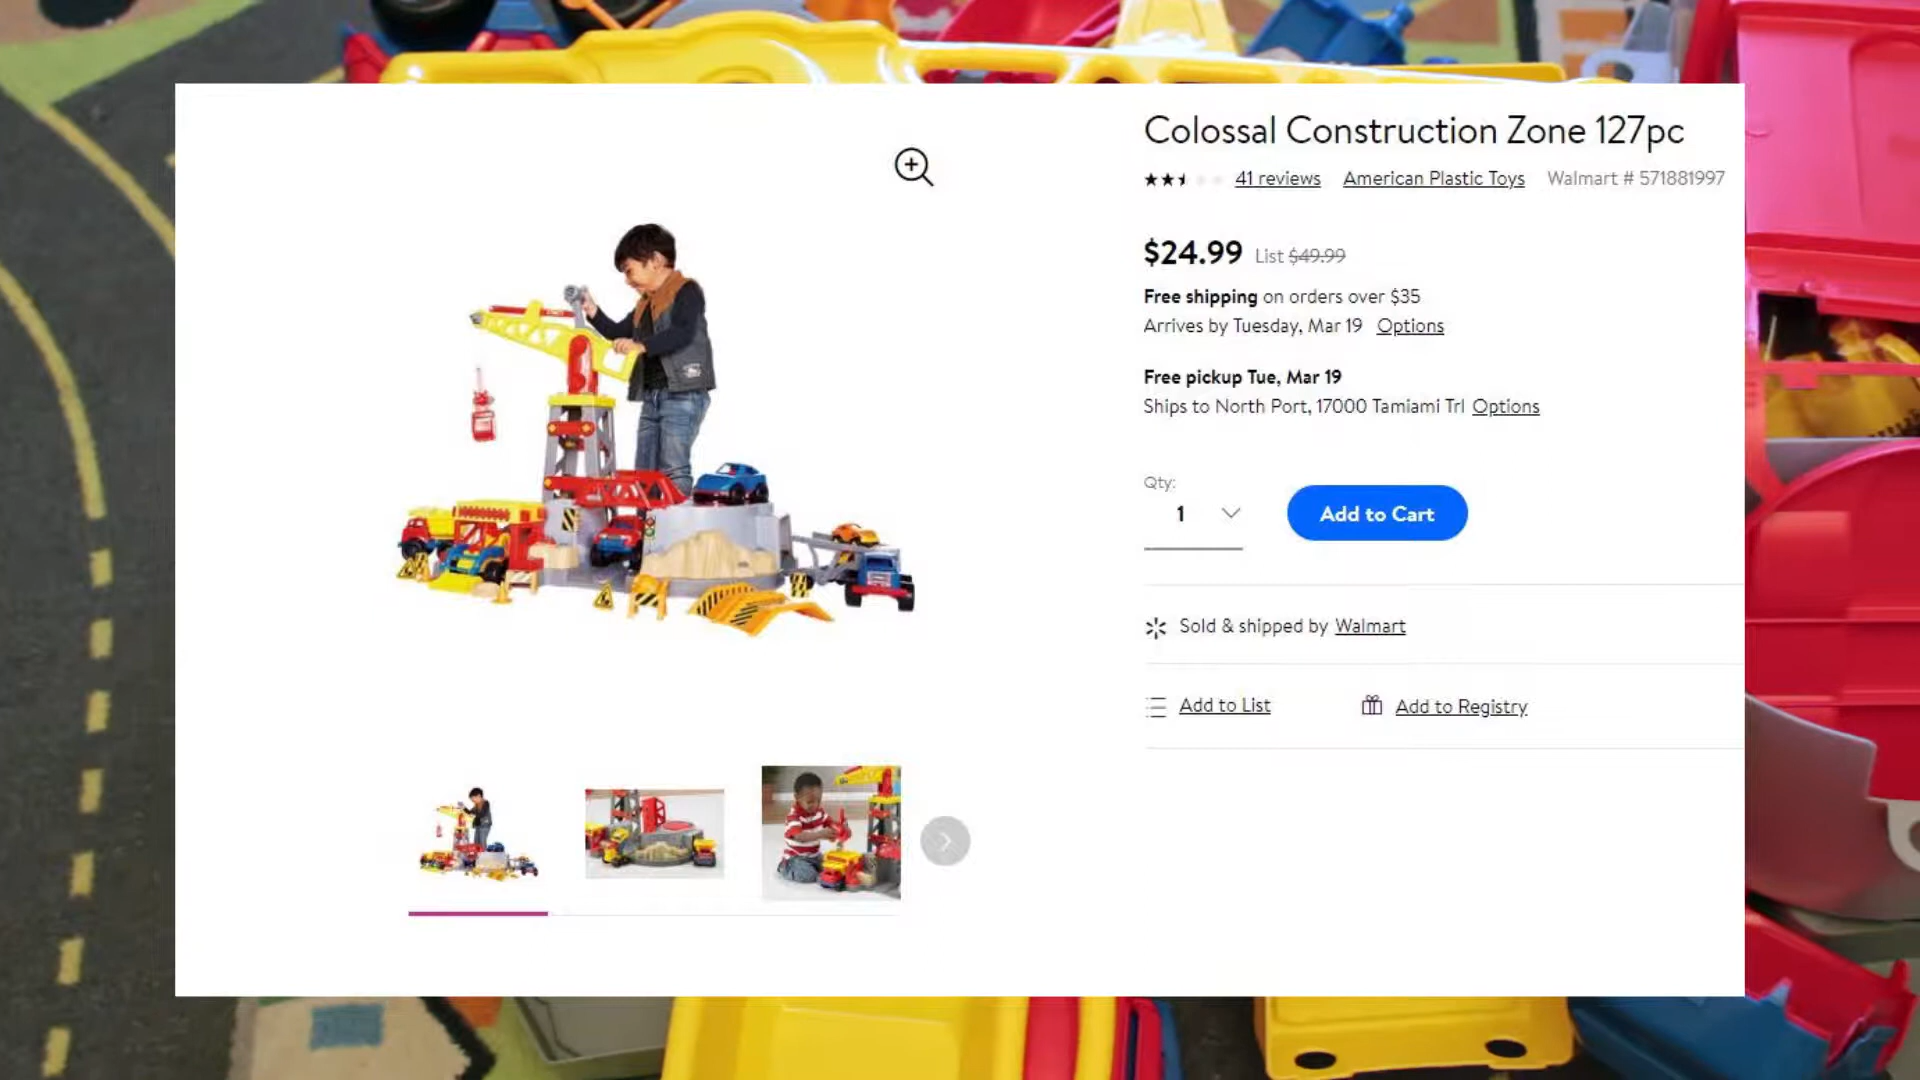 Colossal Construction Zone 127pc
41 reviews American Plastic Toys Walmart # 571881997
$24.99 List $49.99
Free shipping on orders over $35
Arrives by Tuesday, Mar 19 Options
Free pickup Tue, Mar 19
Ships to North Port, 17000 Tamiami Trl Options
Qty:
1
Add to Cart
Sold & shipped by Walmart
Add to List Add to Registry